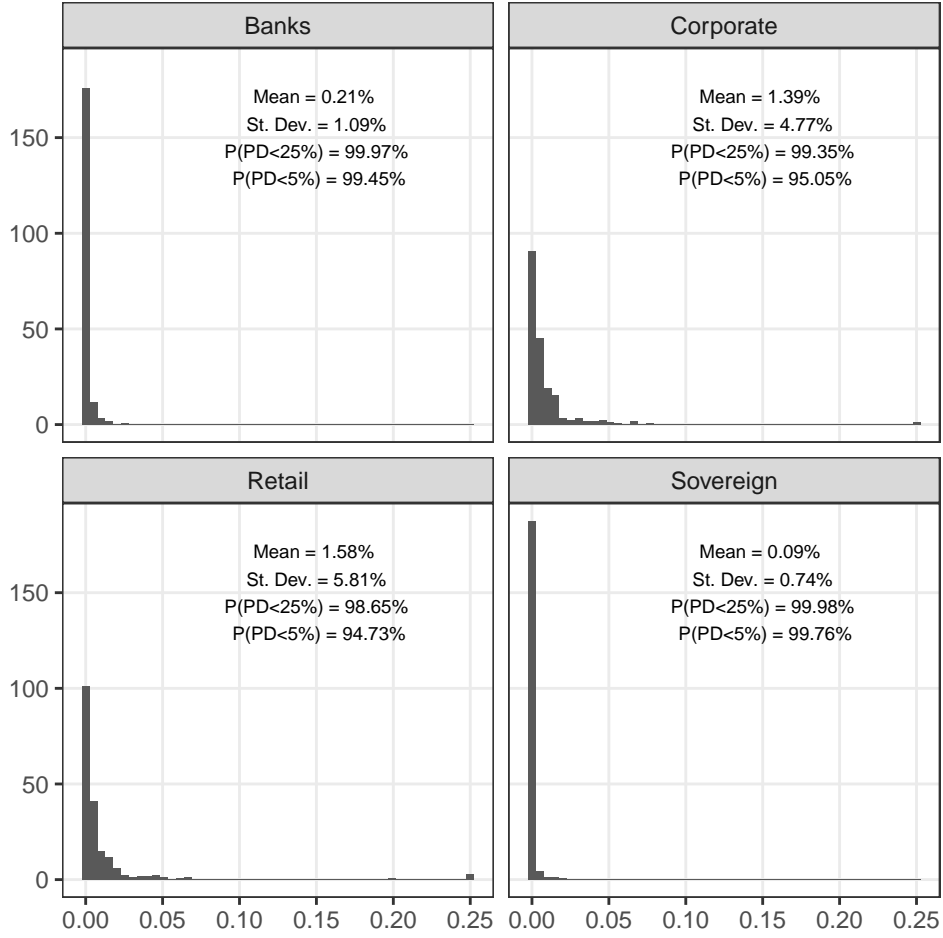 Banks
Mean = 0.21%
St. Dev. = 1.09%
P(PD<25%) = 99.97%
P(PD<5%) = 99.45%
150
100
50
0
Corporate
Mean = 1.39%
St. Dev. = 4.77%
P(PD<25%) = 99.35%
P(PD<5%) = 95.05%
Retail
Mean = 1.58%
St. Dev. = 5.81%
P(PD<25%) = 98.65%
P(PD<5%) = 94.73%
150
100
50
0
0.00 0.05 0.10 0.15 0.20 0.25
Sovereign
Mean = 0.09%
St. Dev. = 0.74%
P(PD<25%) = 99.98%
P(PD<5%) = 99.76%
0.00 0.05 0.10 0.15 0.20 0.25